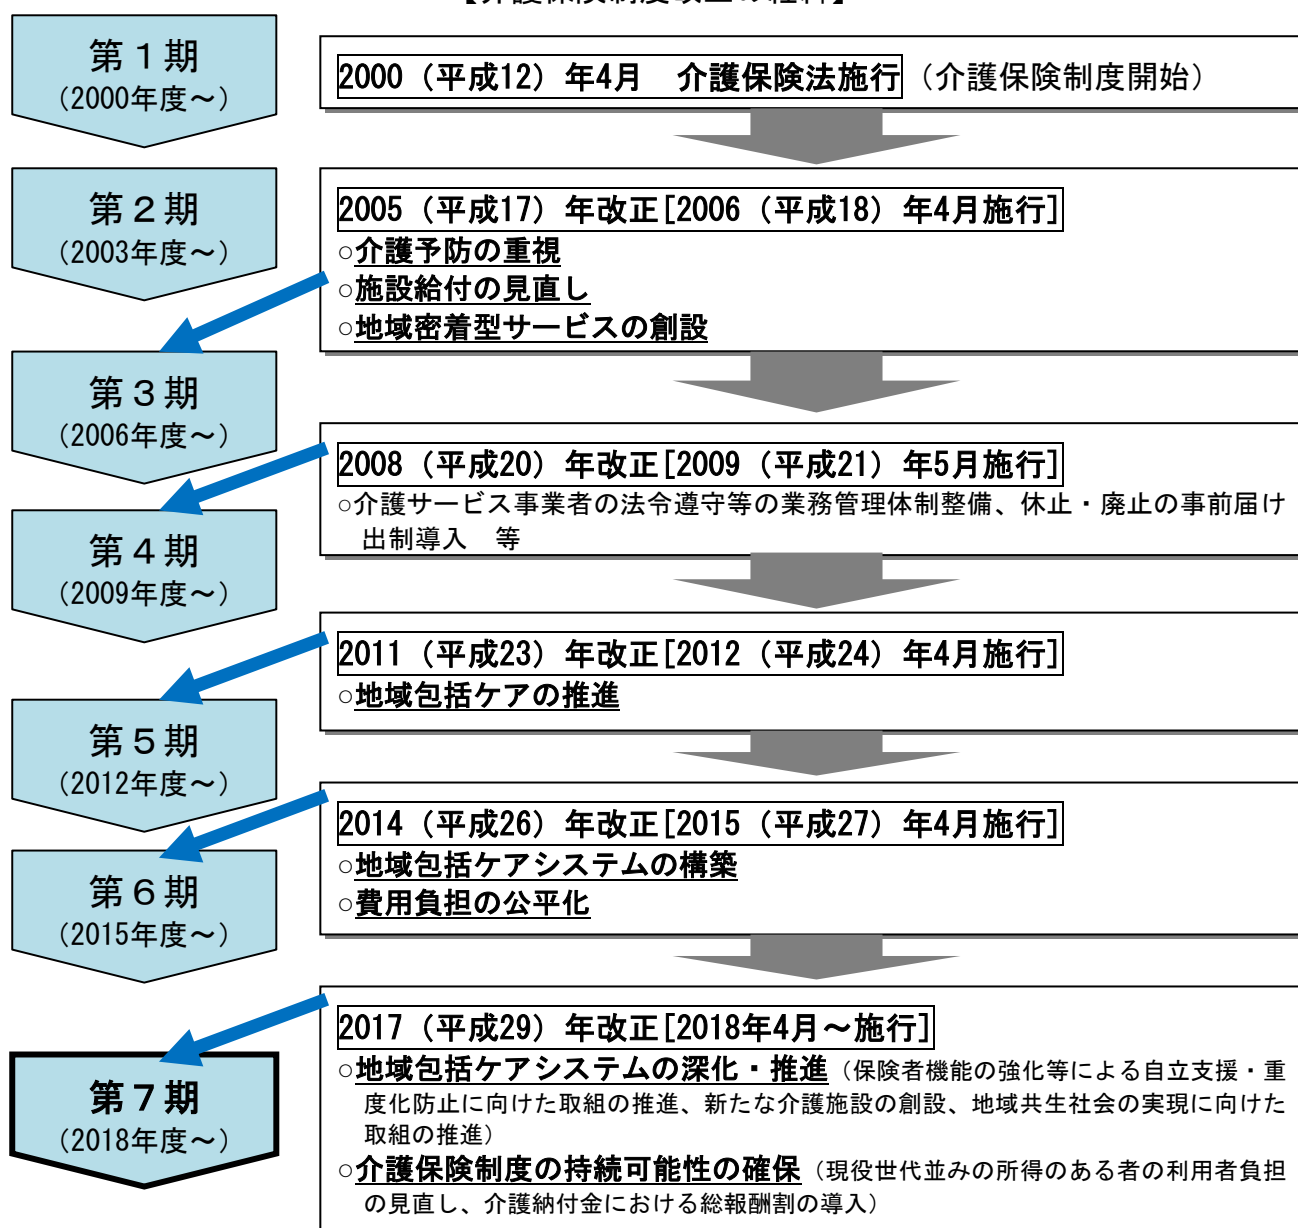 第１期
（2000年度～）
2000（平成12）年4月　介護保険法施行（介護保険制度開始）
第２期
（2003年度～）
2005（平成17）年改正[2006（平成18）年4月施行]
○介護予防の重視
○施設給付の見直し
○地域密着型サービスの創設
第３期
（2006年度～）
2008（平成20）年改正[2009（平成21）年5月施行]
○介護サービス事業者の法令遵守等の業務管理体制整備、休止・廃止の事前届け
出制導入　等
第４期
（2009年度～）
2011（平成23）年改正[2012（平成24）年4月施行]
○地域包括ケアの推進
第５期
（2012年度～）
2014（平成26）年改正[2015（平成27）年4月施行]
○地域包括ケアシステムの構築
○費用負担の公平化
第６期
（2015年度～）
2017（平成29）年改正[2018年4月～施行]
○地域包括ケアシステムの深化・推進（保険者機能の強化等による自立支援・重
度化防止に向けた取組の推進、新たな介護施設の創設、地域共生社会の実現に向けた
取組の推進）
○介護保険制度の持続可能性の確保（現役世代並みの所得のある者の利用者負担
の見直し、介護納付金における総報酬割の導入）
第７期
（2018年度～）